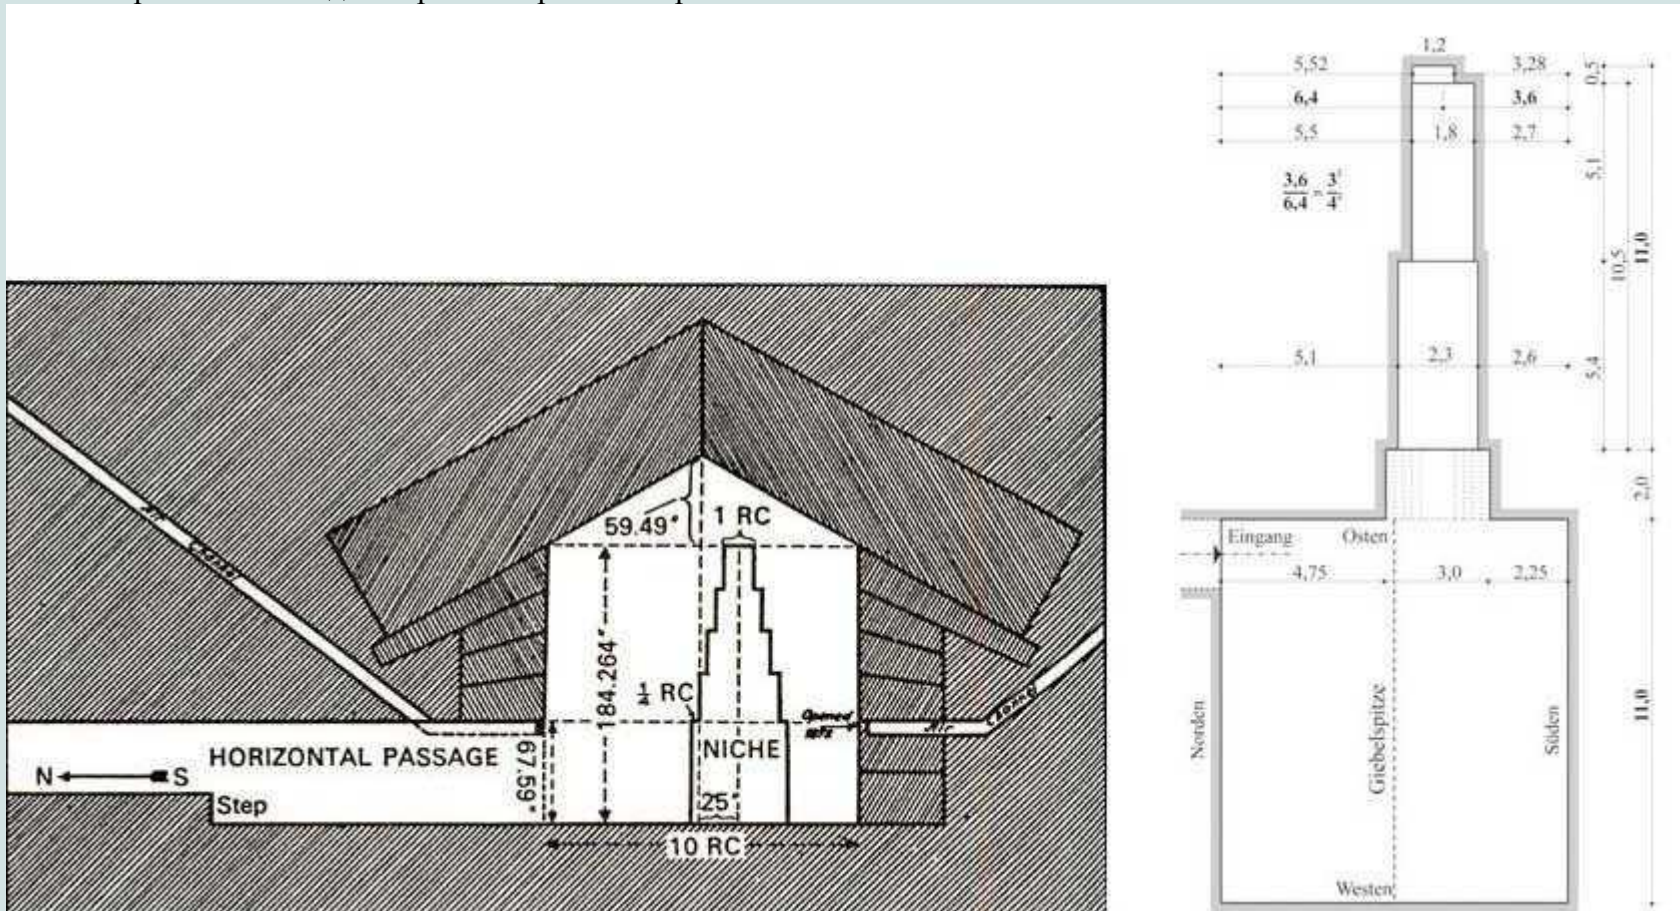 59.49"
1 RC
184.264"
¼ RC
HORIZONTAL PASSAGE
NICHE
N S
67.59"
Step
25"
10 RC
1,2
5,52 3,28
6,4 3,6
5,5 1,8 2,7
3,6 / 6,4 = 3² / 4²
0,5
5,1
10,5
11,0
5,1 2,3 2,6
5,4
2,0
Eingang Osten
4,75 3,0 2,25
Norden
Giebelspitze
Süden
11,0
Westen